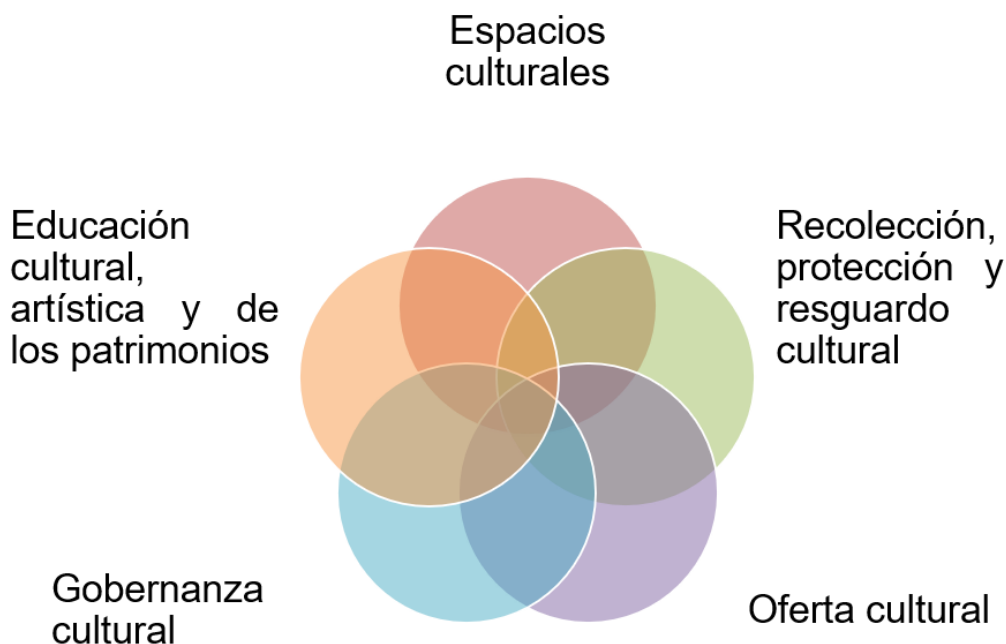 Espacios
culturales
Educación
cultural,
artística y de
los patrimonios
Recolección,
protección y
resguardo
cultural
Gobernanza
cultural
Oferta cultural